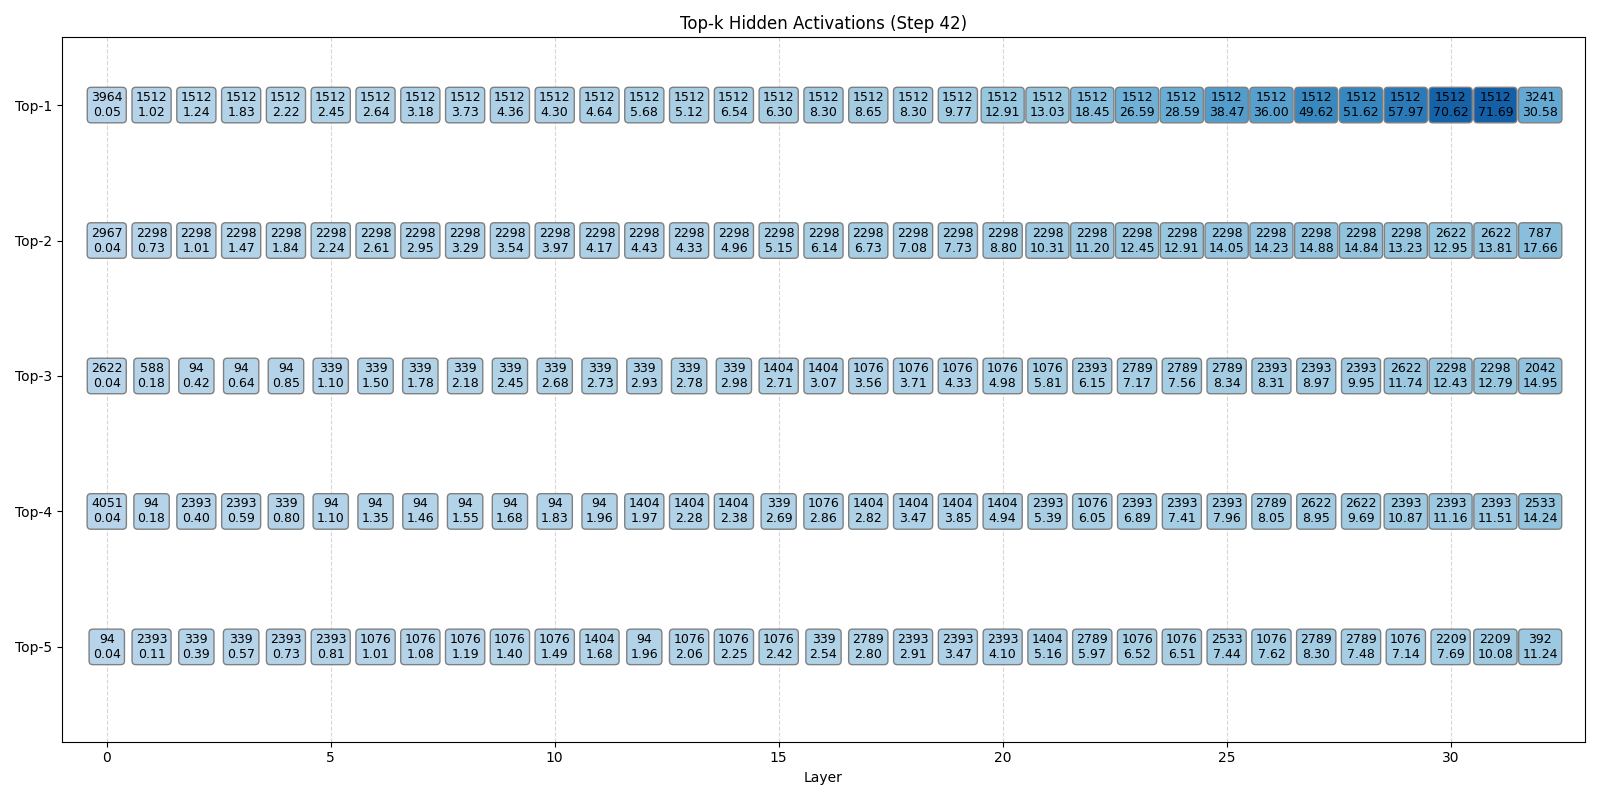 Top-k Hidden Activations (Step 42)
Top-1
3964 1512 1512 1512 1512 1512 1512 1512 1512 1512 1512 1512 1512 1512 1512 1512 1512 1512 1512 1512 1512 1512 1512 1512 1512 1512 1512 1512 1512 1512 1512 1512 3241
0.05 1.02 1.24 1.83 2.22 2.45 2.64 3.18 3.73 4.36 4.30 4.64 5.68 5.12 6.54 6.30 8.30 8.65 8.30 9.77 12.91 13.03 18.45 26.59 28.59 38.47 36.00 49.62 51.62 57.97 70.62 71.69 30.58
Top-2
2967 2298 2298 2298 2298 2298 2298 2298 2298 2298 2298 2298 2298 2298 2298 2298 2298 2298 2298 2298 2298 2298 2298 2298 2298 2298 2298 2298 2298 2298 2622 2622 787
0.04 0.73 1.01 1.47 1.84 2.24 2.61 2.95 3.29 3.54 3.97 4.17 4.43 4.33 4.96 5.15 6.14 6.73 7.08 7.73 8.80 10.31 11.20 12.45 12.91 14.05 14.23 14.88 14.84 13.23 12.95 13.81 17.66
Top-3
2622 588 94 94 94 339 339 339 339 339 339 339 339 339 339 1404 1404 1076 1076 1076 1076 1076 2393 2789 2789 2789 2393 2393 2393 2622 2298 2298 2042
0.04 0.18 0.42 0.64 0.85 1.10 1.50 1.78 2.18 2.45 2.68 2.73 2.93 2.78 2.98 2.71 3.07 3.56 3.71 4.33 4.98 5.81 6.15 7.17 7.56 8.34 8.31 8.97 9.95 11.74 12.43 12.79 14.95
Top-4
4051 94 2393 2393 339 94 94 94 94 94 94 94 1404 1404 1404 339 1076 1404 1404 1404 1404 2393 1076 2393 2393 2393 2789 2622 2622 2393 2393 2393 2533
0.04 0.18 0.40 0.59 0.80 1.10 1.35 1.46 1.55 1.68 1.83 1.96 1.97 2.28 2.38 2.69 2.86 2.82 3.47 3.85 4.94 5.39 6.05 6.89 7.41 7.96 8.05 8.95 9.69 10.87 11.16 11.51 14.24
Top-5
94 2393 339 339 2393 2393 1076 1076 1076 1076 1076 1404 94 1076 1076 1076 339 2789 2393 2393 2393 1404 2789 1076 1076 2533 1076 2789 2789 1076 2209 2209 392
0.04 0.11 0.39 0.57 0.73 0.81 1.01 1.08 1.19 1.40 1.49 1.68 1.96 2.06 2.25 2.42 2.54 2.80 2.91 3.47 4.10 5.16 5.97 6.52 6.51 7.44 7.62 8.30 7.48 7.14 7.69 10.08 11.24
0 5 10 15 20 25 30
Layer